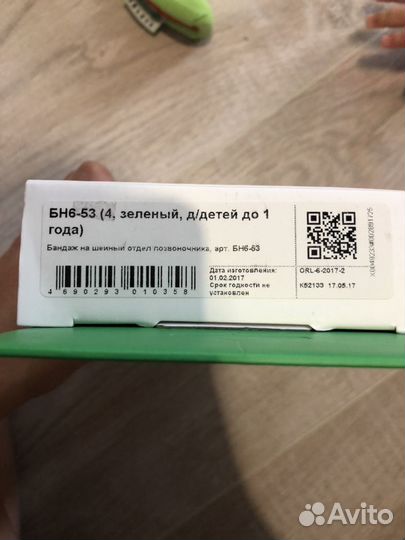 БН6-53 (4, зеленый, д/детей до 1
года)
Бандаж на шейный отдел позвоночника, арт. БН6-53
4 690293 010358
Дата изготовления:
01.02.2017
Срок годности не
установлен
ORL-6-2017-2
K52133 17.05.17
Avito